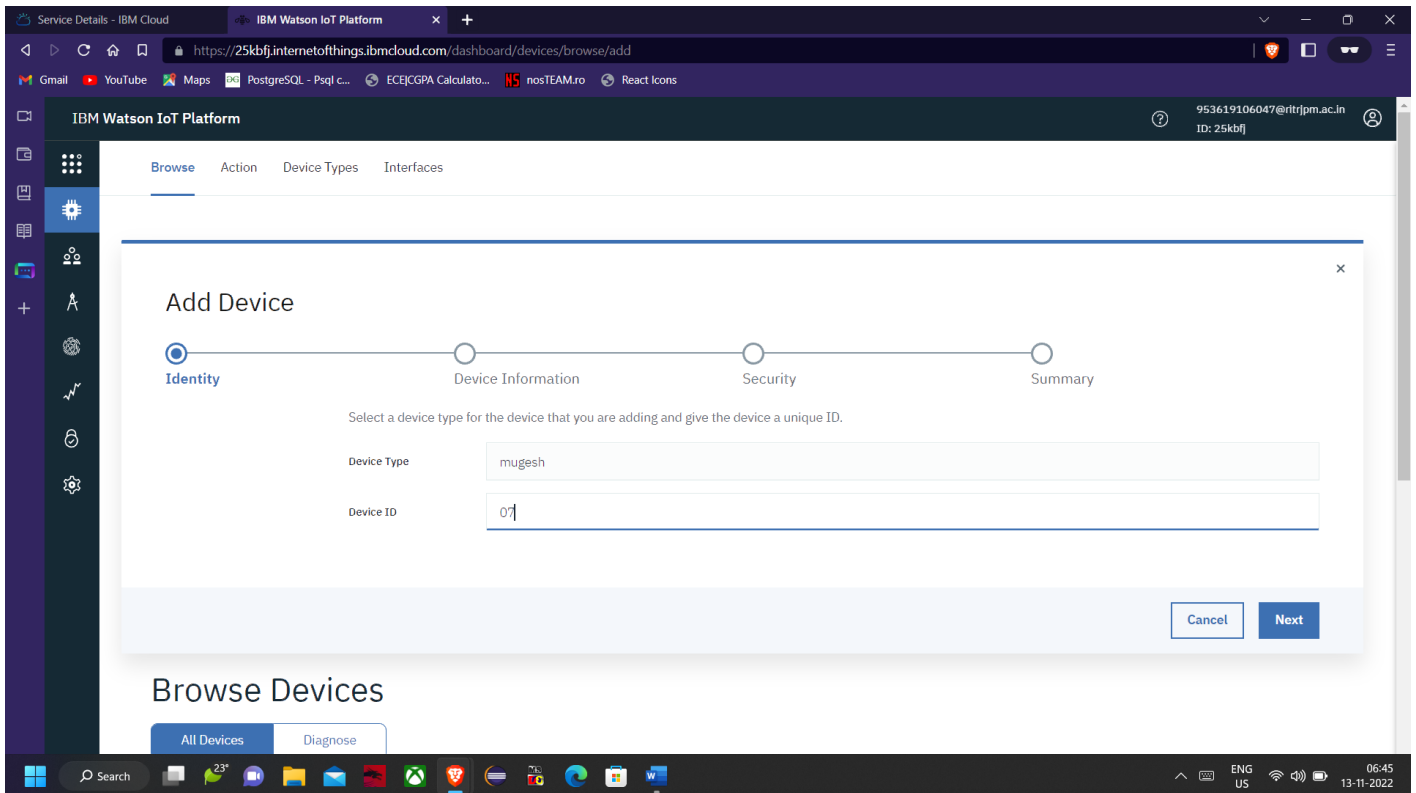 Service Details - IBM Cloud
IBM Watson IoT Platform
https://25kbfj.internetofthings.ibmcloud.com/dashboard/devices/browse/add
Gmail YouTube Maps PostgreSQL - Psql c... ECE|CGPA Calculato... nosTEAM.ro React Icons
IBM Watson IoT Platform
953619106047@ritrjpm.ac.in
ID: 25kbfj
Browse Action Device Types Interfaces
Add Device
Identity Device Information Security Summary
Select a device type for the device that you are adding and give the device a unique ID.
Device Type mugesh
Device ID 07
Cancel Next
Browse Devices
All Devices Diagnose
Search 23° ENG 06:45
US 13-11-2022